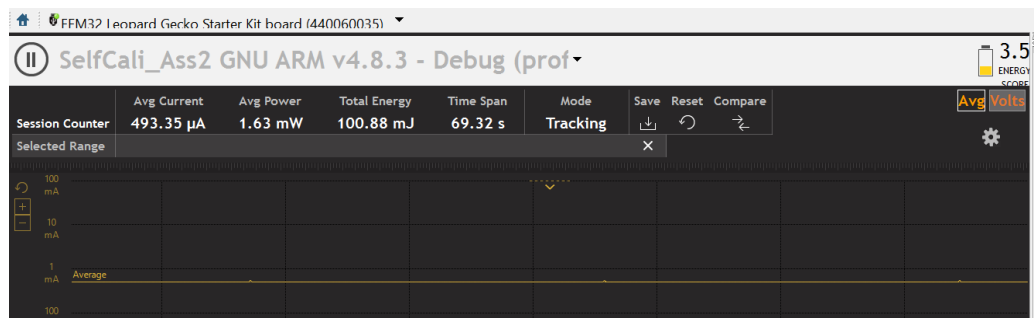 EFM32 Leopard Gecko Starter Kit board (440060035)
SelfCali_Ass2 GNU ARM v4.8.3 - Debug (prof
3.5
ENERGY
SCORE
Avg Current Avg Power Total Energy Time Span Mode Save Reset Compare
Avg Volts
Session Counter 493.35 µA 1.63 mW 100.88 mJ 69.32 s Tracking
Selected Range
100
mA
10
mA
1
mA
Average
100